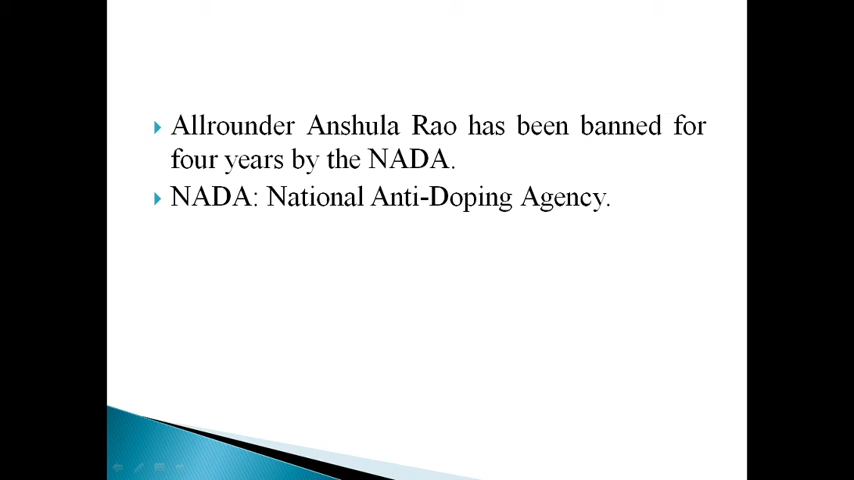 Allrounder Anshula Rao has been banned for
four years by the NADA.
NADA: National Anti-Doping Agency.